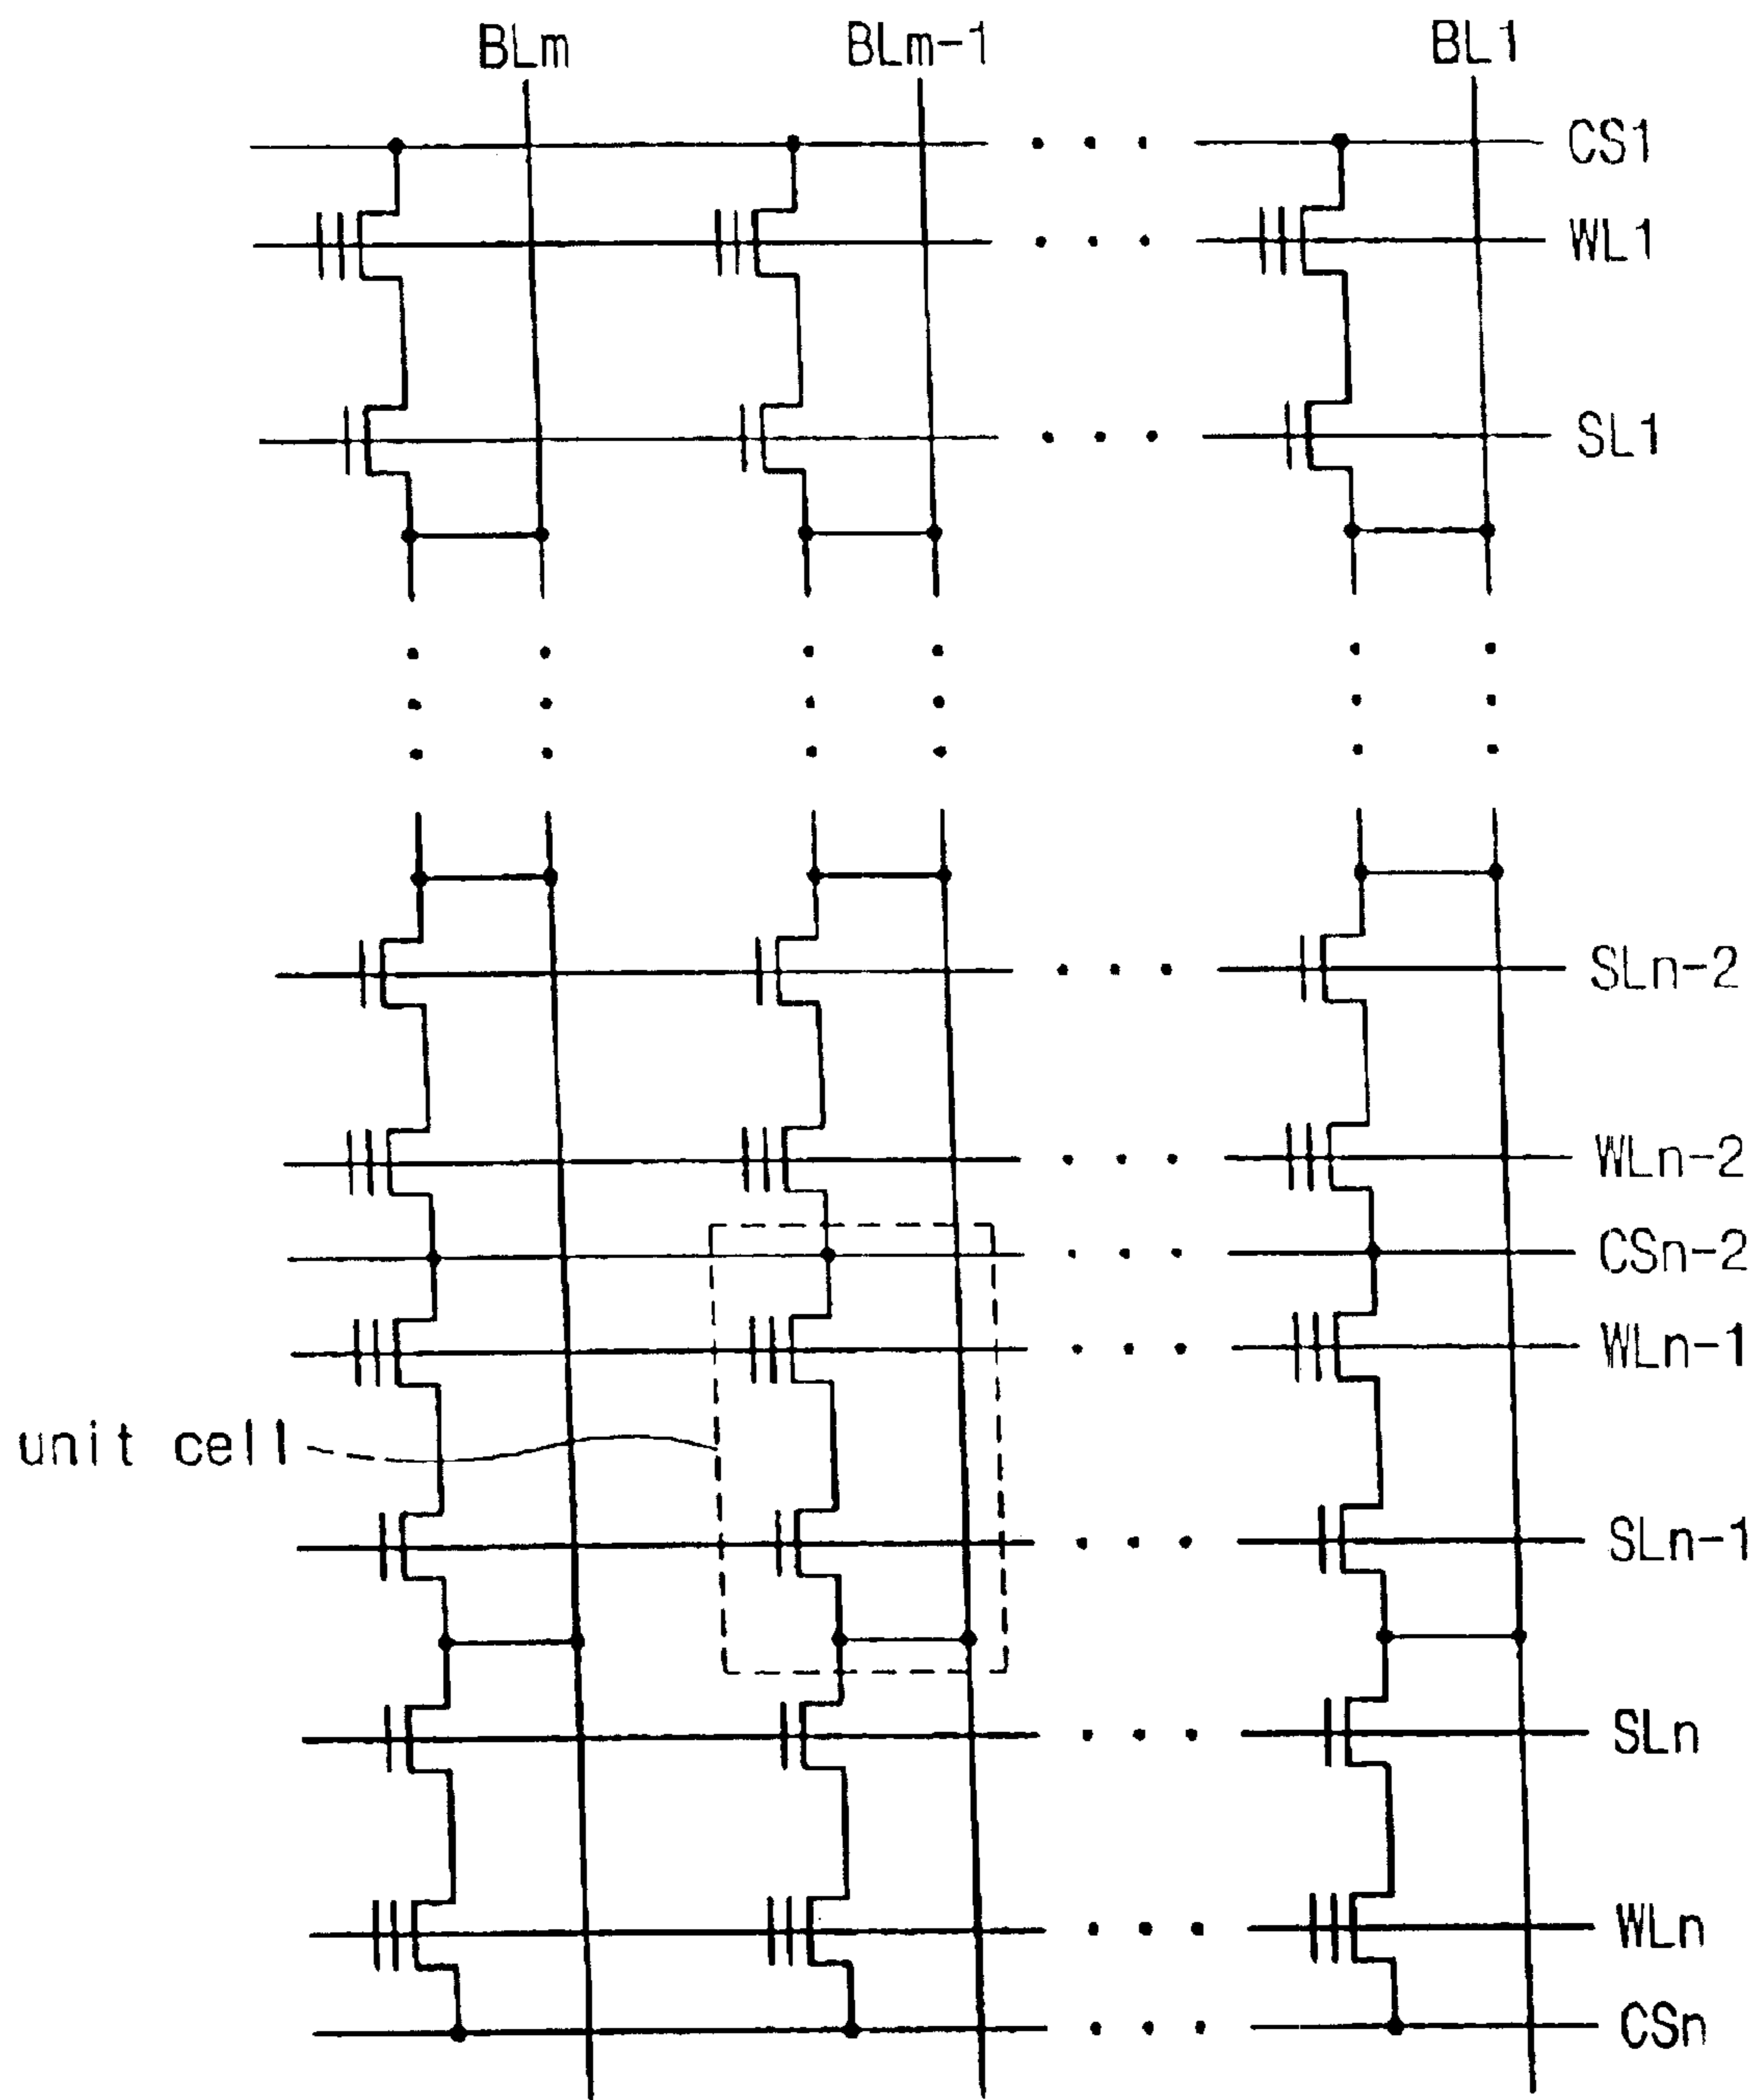 BLm BLm-1 BL1
CS1
WL1
SL1
SLn-2
WLn-2
CSn-2
WLn-1
unit cell
SLn-1
SLn
WLn
CSn